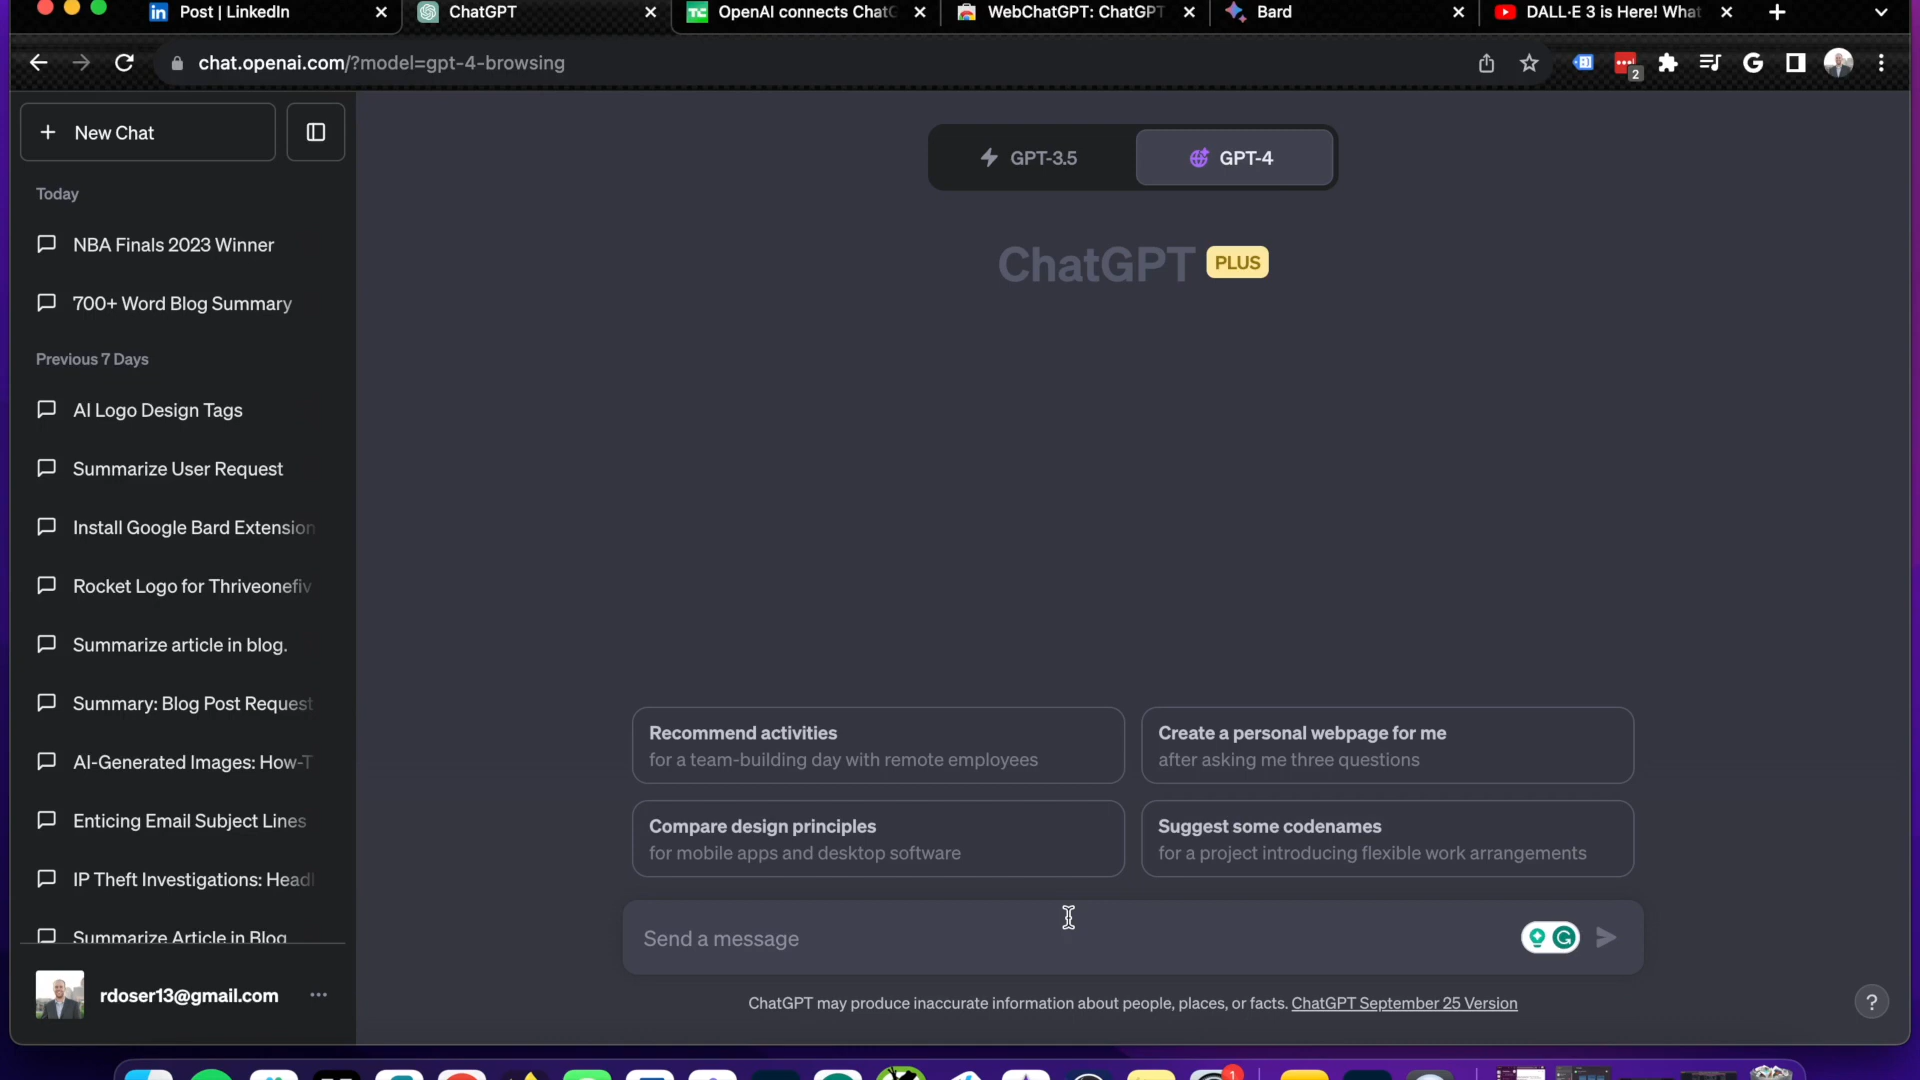 Post | LinkedIn
ChatGPT
OpenAI connects ChatG
WebChatGPT: ChatGPT
Bard
DALL·E 3 is Here! What
chat.openai.com/?model=gpt-4-browsing
2
New Chat
GPT-3.5
GPT-4
Today
NBA Finals 2023 Winner
700+ Word Blog Summary
ChatGPT PLUS
Previous 7 Days
AI Logo Design Tags
Summarize User Request
Install Google Bard Extension
Rocket Logo for Thriveonefiv
Summarize article in blog.
Summary: Blog Post Request
AI-Generated Images: How-T
Enticing Email Subject Lines
IP Theft Investigations: Headl
Summarize Article in Blog
Recommend activities
for a team-building day with remote employees
Create a personal webpage for me
after asking me three questions
Compare design principles
for mobile apps and desktop software
Suggest some codenames
for a project introducing flexible work arrangements
Send a message
rdoser13@gmail.com
ChatGPT may produce inaccurate information about people, places, or facts. ChatGPT September 25 Version
?
1